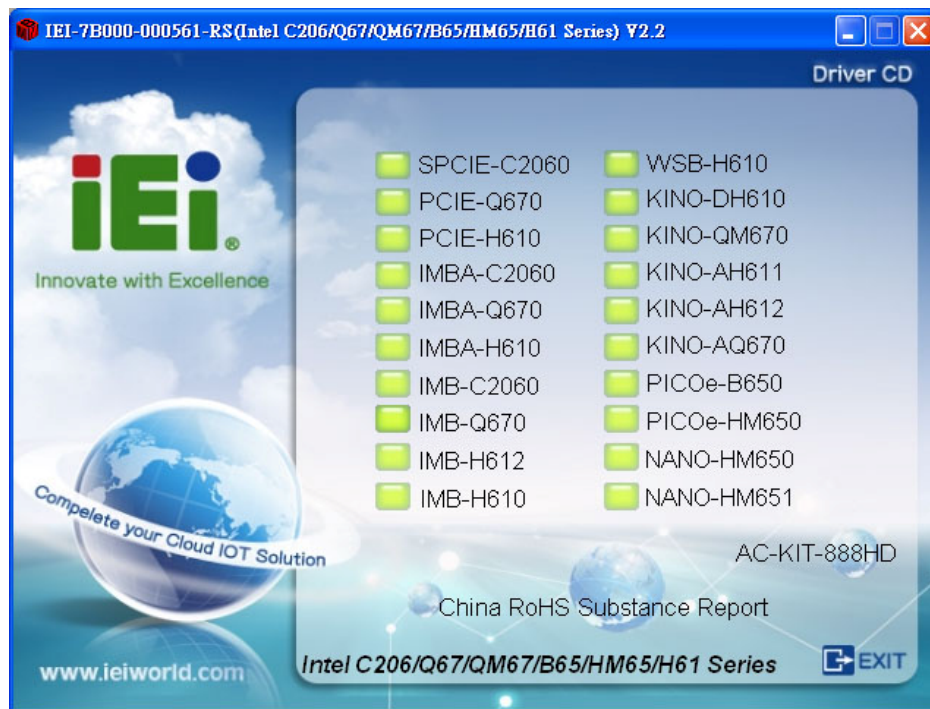 IEI-7B000-000561-RS(Intel C206/Q67/QM67/B65/HM65/H61 Series) V2.2
Driver CD
iEi®
Innovate with Excellence
SPCIE-C2060
PCIE-Q670
PCIE-H610
IMBA-C2060
IMBA-Q670
IMBA-H610
IMB-C2060
IMB-Q670
IMB-H612
IMB-H610
WSB-H610
KINO-DH610
KINO-QM670
KINO-AH611
KINO-AH612
KINO-AQ670
PICOe-B650
PICOe-HM650
NANO-HM650
NANO-HM651
Compelete your Cloud IOT Solution
AC-KIT-888HD
China RoHS Substance Report
www.ieiworld.com
Intel C206/Q67/QM67/B65/HM65/H61 Series
EXIT